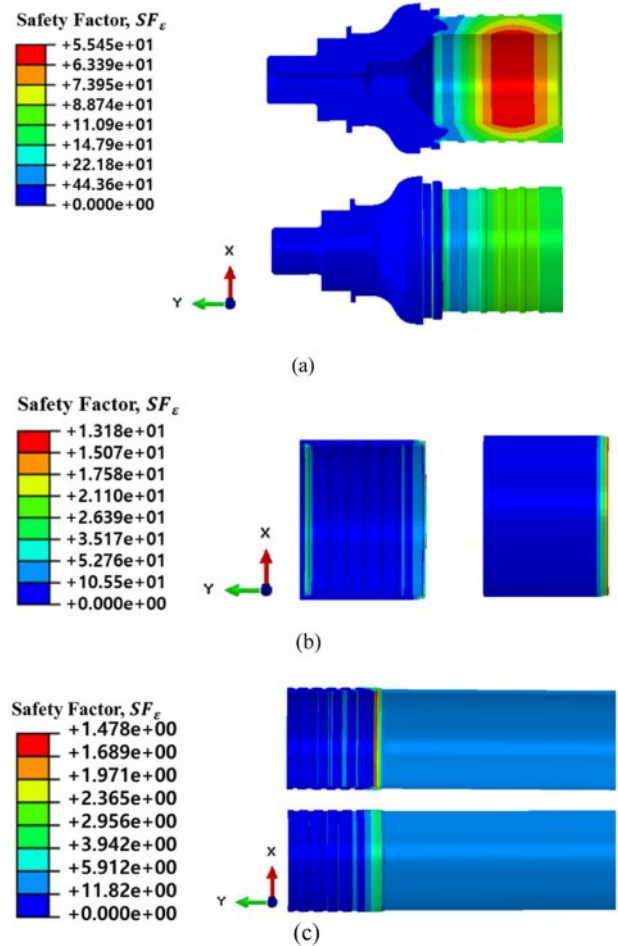 Safety Factor, SFε
+5.545e+01
+6.339e+01
+7.395e+01
+8.874e+01
+11.09e+01
+14.79e+01
+22.18e+01
+44.36e+01
+0.000e+00
X
Y
(a)
Safety Factor, SFε
+1.318e+01
+1.507e+01
+1.758e+01
+2.110e+01
+2.639e+01
+3.517e+01
+5.276e+01
+10.55e+01
+0.000e+00
X
Y
(b)
Safety Factor, SFε
+1.478e+00
+1.689e+00
+1.971e+00
+2.365e+00
+2.956e+00
+3.942e+00
+5.912e+00
+11.82e+00
+0.000e+00
X
Y
(c)